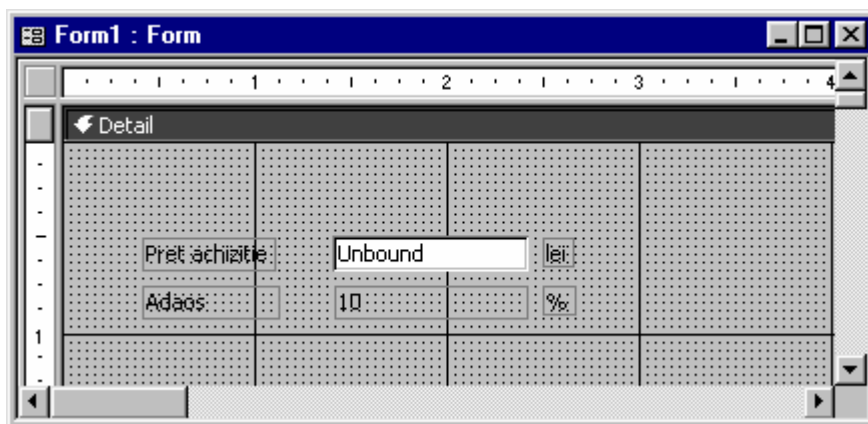 Form1 : Form
1 2 3 4
Detail
Pret achizitie Unbound lei
Adaos 10 %
1